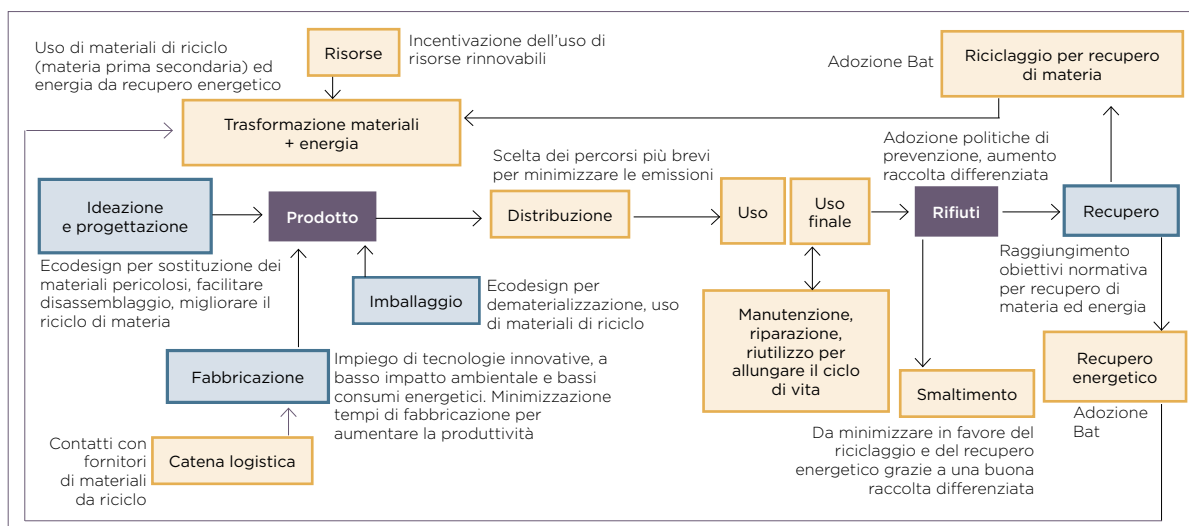 Uso di materiali di riciclo
(materia prima secondaria) ed
energia da recupero energetico
Risorse
Incentivazione dell'uso di
risorse rinnovabili
Adozione Bat
Riciclaggio per recupero
di materia
Trasformazione materiali
+ energia
Scelta dei percorsi più brevi
per minimizzare le emissioni
Adozione politiche di
prevenzione, aumento
raccolta differenziata
Ideazione
e progettazione
Prodotto
Distribuzione
Uso
Uso
finale
Rifiuti
Recupero
Ecodesign per sostituzione dei
materiali pericolosi, facilitare
disassemblaggio, migliorare il
riciclo di materia
Imballaggio
Ecodesign per
dematerializzazione, uso
di materiali di riciclo
Manutenzione,
riparazione,
riutilizzo per
allungare il ciclo
di vita
Raggiungimento
obiettivi normativa
per recupero di
materia ed energia
Fabbricazione
Impiego di tecnologie innovative, a
basso impatto ambientale e bassi
consumi energetici. Minimizzazione
tempi di fabbricazione per
aumentare la produttività
Smaltimento
Recupero
energetico
Adozione
Bat
Contatti con
fornitori
di materiali
da riciclo
Catena logistica
Da minimizzare in favore del
riciclaggio e del recupero
energetico grazie a una buona
raccolta differenziata